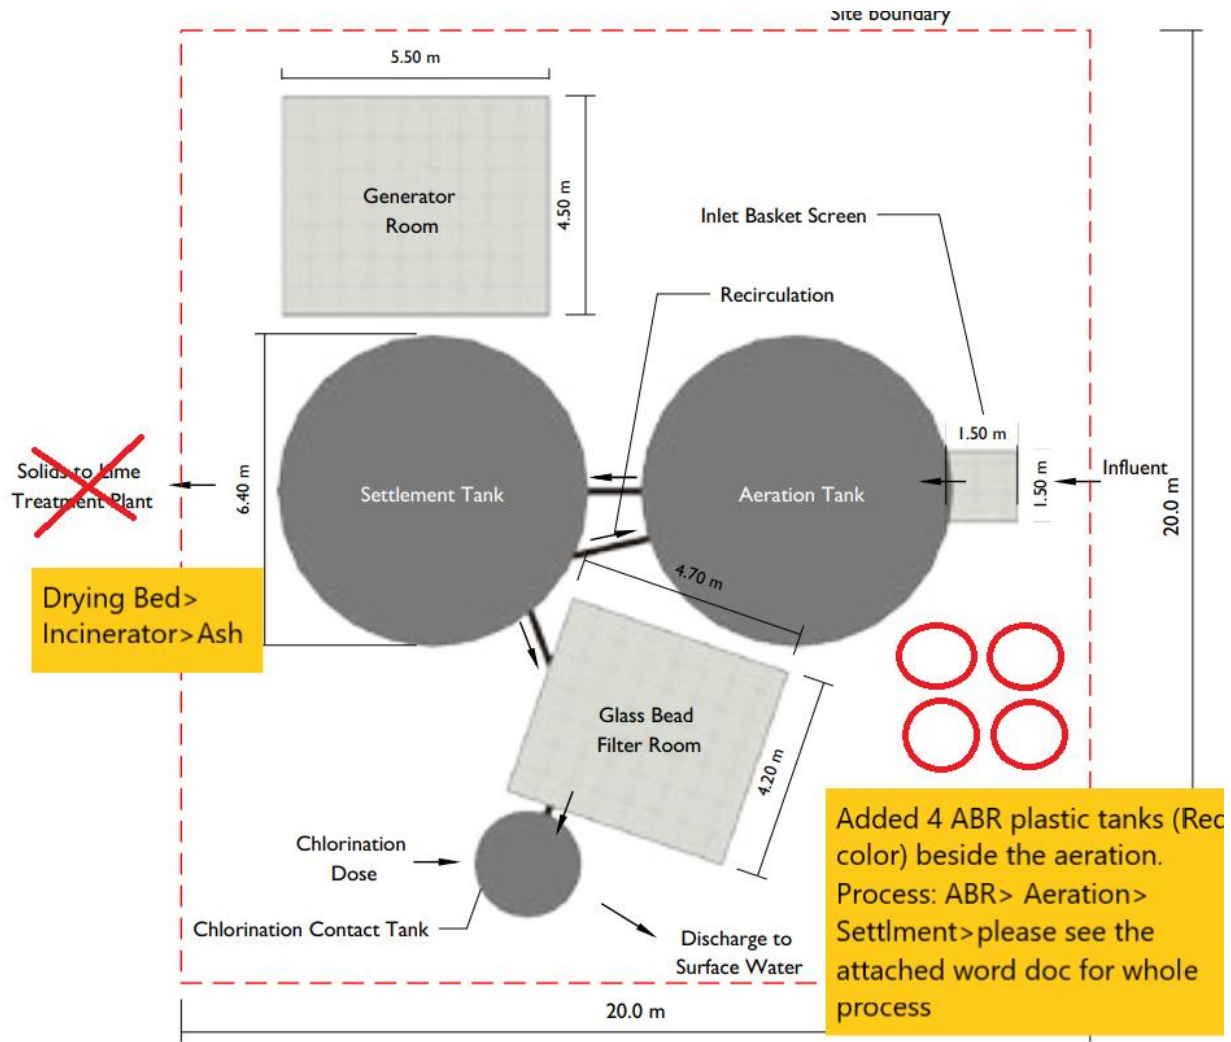 Site Boundary
5.50 m
Generator
Room
4.50 m
Inlet Basket Screen
Recirculation
1.50 m
1.50 m
Influent
20.0 m
Solids to Lime
Treatment Plant
6.40 m
Settlement Tank
Aeration Tank
Drying Bed>
Incinerator>Ash
4.70 m
Glass Bead
Filter Room
4.20 m
Added 4 ABR plastic tanks (Red
color) beside the aeration.
Process: ABR> Aeration>
Settlment>please see the
attached word doc for whole
process
Chlorination
Dose
Chlorination Contact Tank
Discharge to
Surface Water
20.0 m